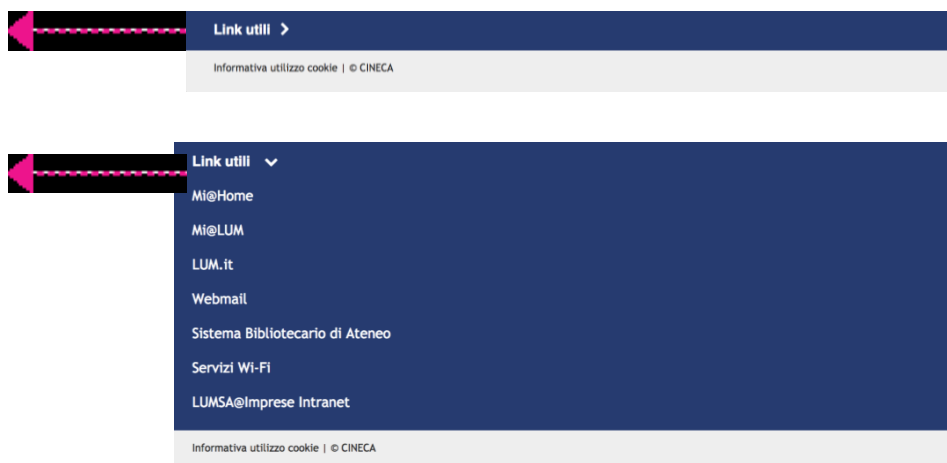 Link utili
Informativa utilizzo cookie | © CINECA
Link utili
Mi@Home
Mi@LUM
LUM.it
Webmail
Sistema Bibliotecario di Ateneo
Servizi Wi-Fi
LUMSA@Imprese Intranet
Informativa utilizzo cookie | © CINECA